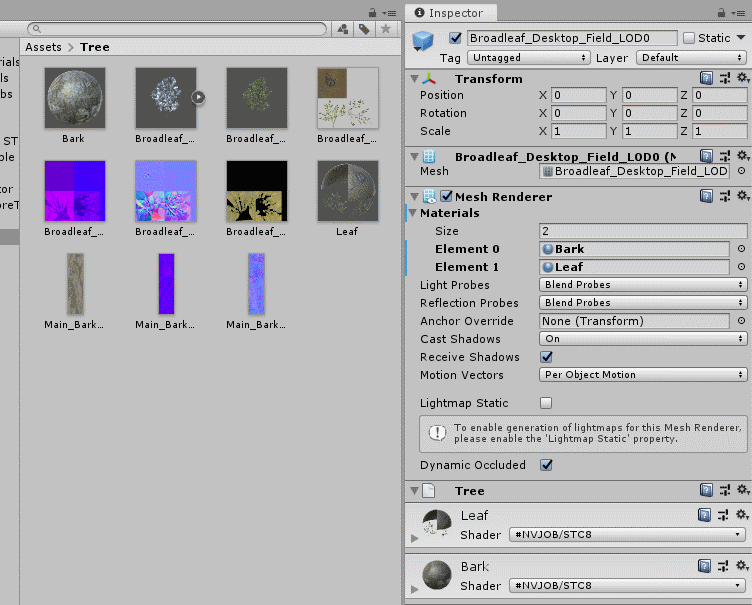 Assets > Tree
Bark
Broadleaf_...
Broadleaf_...
Broadleaf_...
Broadleaf_...
Broadleaf_...
Broadleaf_...
Leaf
Main_Bark...
Main_Bark...
Main_Bark...
ials
ls
bs
ST
ble
tor
oreT
Inspector
Broadleaf_Desktop_Field_LOD0
Static
Tag Untagged Layer Default
Transform
Position X 0 Y 0 Z 0
Rotation X 0 Y 0 Z 0
Scale X 1 Y 1 Z 1
Broadleaf_Desktop_Field_LOD0 (M
Mesh Broadleaf_Desktop_Field_LOD
Mesh Renderer
Materials
Size 2
Element 0 Bark
Element 1 Leaf
Light Probes Blend Probes
Reflection Probes Blend Probes
Anchor Override None (Transform)
Cast Shadows On
Receive Shadows
Motion Vectors Per Object Motion
Lightmap Static
To enable generation of lightmaps for this Mesh Renderer,
please enable the 'Lightmap Static' property.
Dynamic Occluded
Tree
Leaf
Shader #NVJOB/STC8
Bark
Shader #NVJOB/STC8